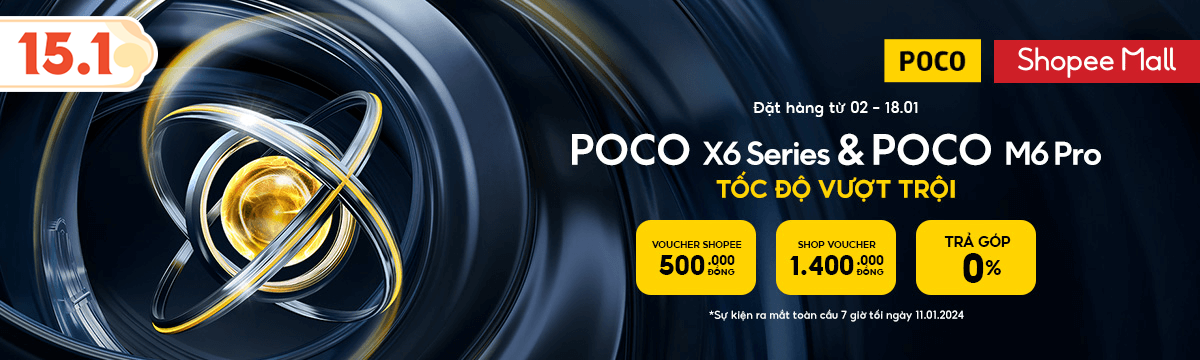 15.1
POCO
Shopee Mall
Đặt hàng từ 02 - 18.01
POCO X6 Series & POCO M6 Pro
TỐC ĐỘ VƯỢT TRỘI
VOUCHER SHOPEE
500.000 ĐỒNG
SHOP VOUCHER
1.400.000 ĐỒNG
TRẢ GÓP
0%
*Sự kiện ra mắt toàn cầu 7 giờ tối ngày 11.01.2024